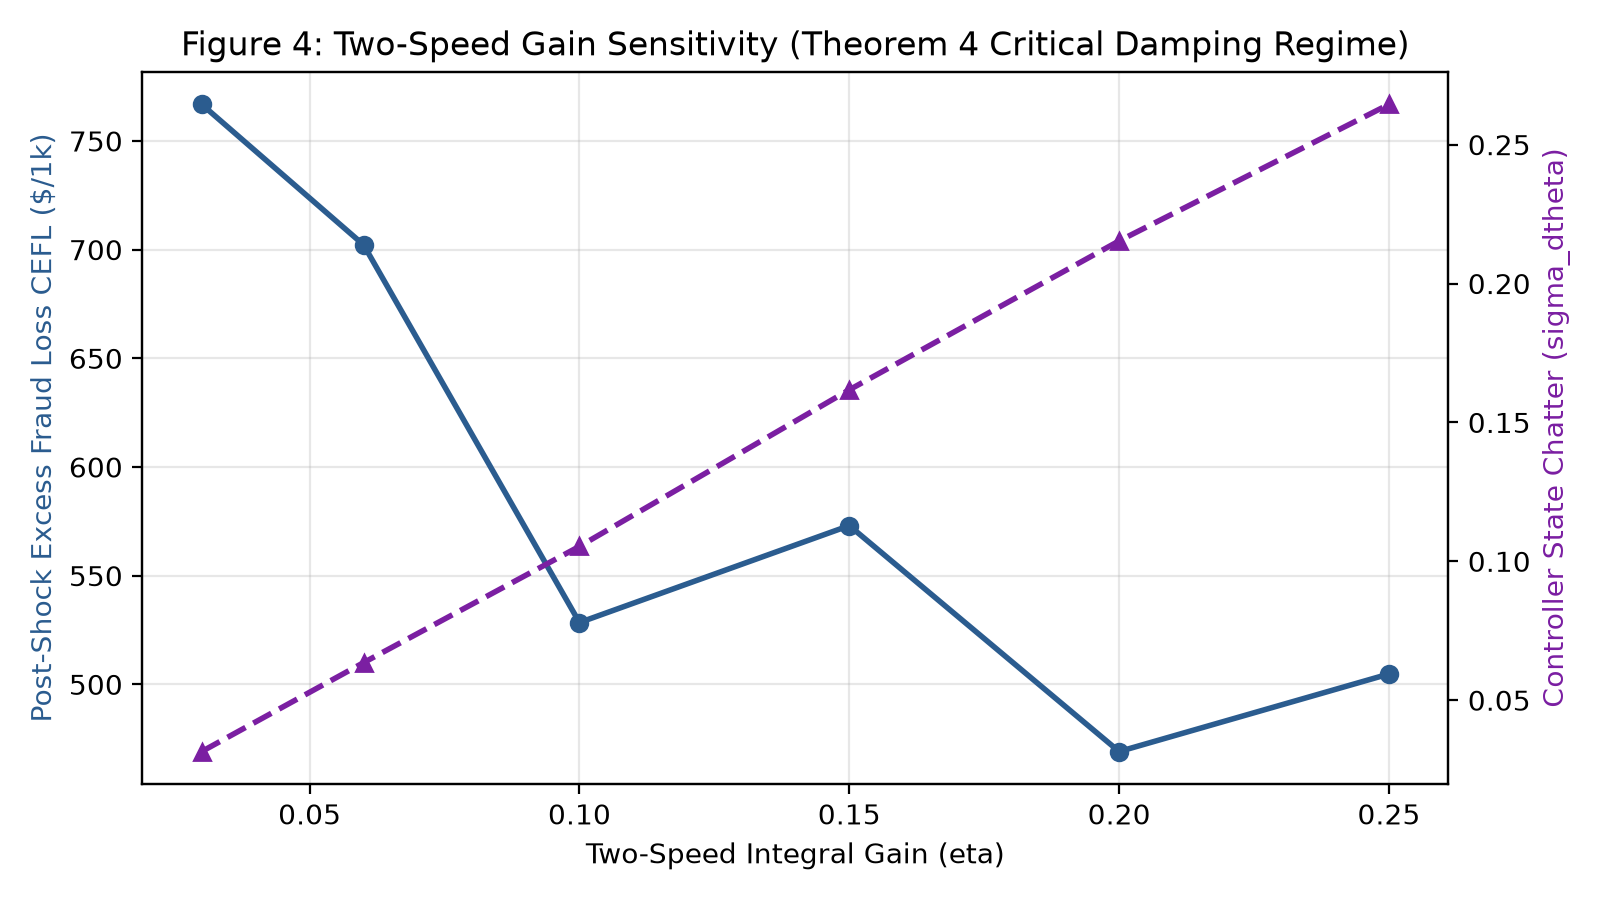 Figure 4: Two-Speed Gain Sensitivity (Theorem 4 Critical Damping Regime)
Post-Shock Excess Fraud Loss CEFL ($/1k)
750
700
650
600
550
500
0.25
0.20
0.15
0.10
0.05
Controller State Chatter (sigma_dtheta)
0.05 0.10 0.15 0.20 0.25
Two-Speed Integral Gain (eta)